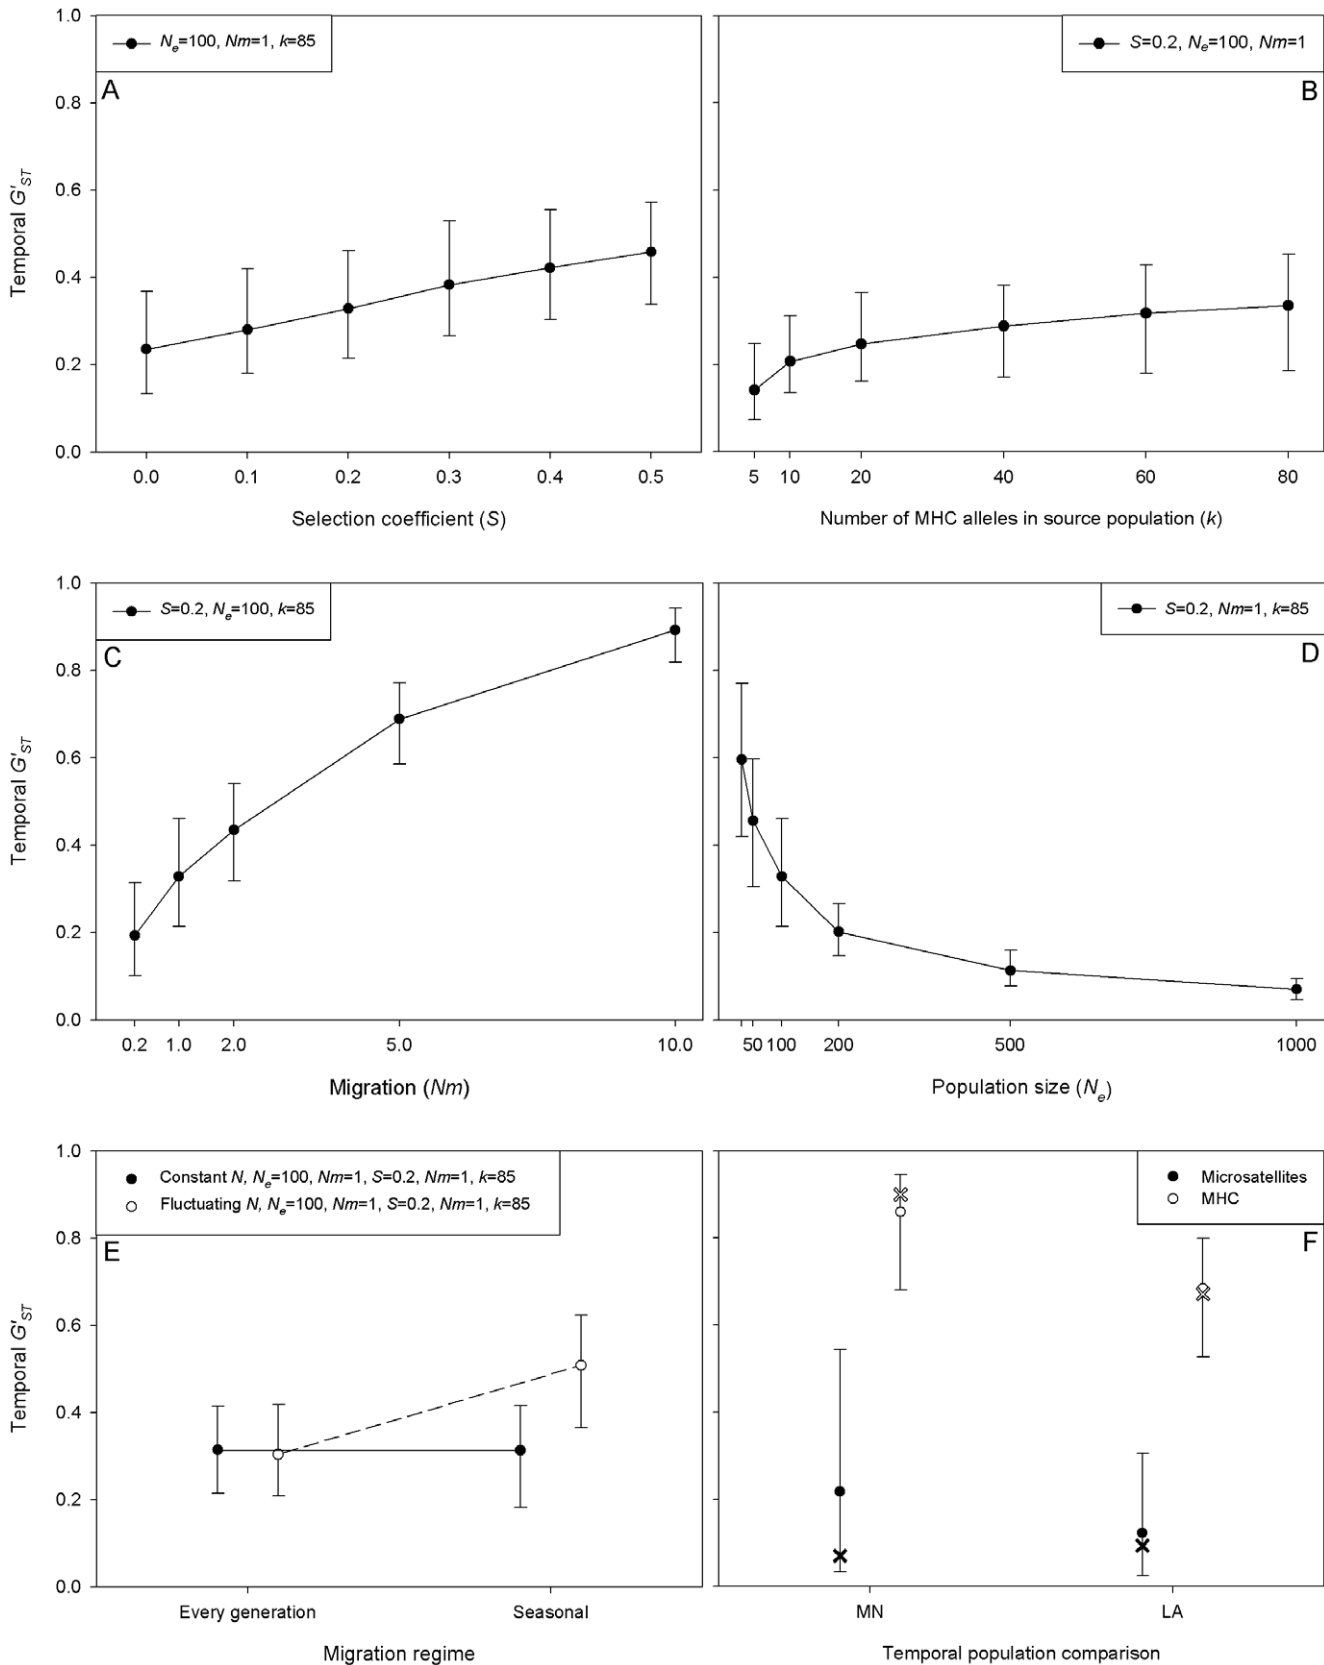 1.0
0.8
0.6
0.4
0.2
0.0
Temporal G'ST
Ne=100, Nm=1, k=85
A
0.0 0.1 0.2 0.3 0.4 0.5
Selection coefficient (S)
S=0.2, Ne=100, Nm=1
B
5 10 20 40 60 80
Number of MHC alleles in source population (k)
1.0
0.8
0.6
0.4
0.2
0.0
Temporal G'ST
S=0.2, Ne=100, k=85
C
0.2 1.0 2.0 5.0 10.0
Migration (Nm)
S=0.2, Nm=1, k=85
D
50 100 200 500 1000
Population size (Ne)
1.0
0.8
0.6
0.4
0.2
0.0
Temporal G'ST
Constant N, Ne=100, Nm=1, S=0.2, Nm=1, k=85
Fluctuating N, Ne=100, Nm=1, S=0.2, Nm=1, k=85
E
Every generation Seasonal
Migration regime
Microsatellites
MHC
F
MN LA
Temporal population comparison